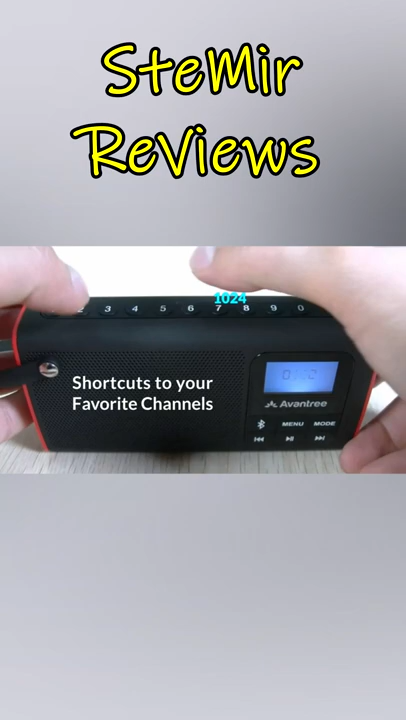 SteMir
Reviews
1024
2 3 4 5 6 7 8 9 0
Shortcuts to your
Favorite Channels
Avantree
MENU MODE